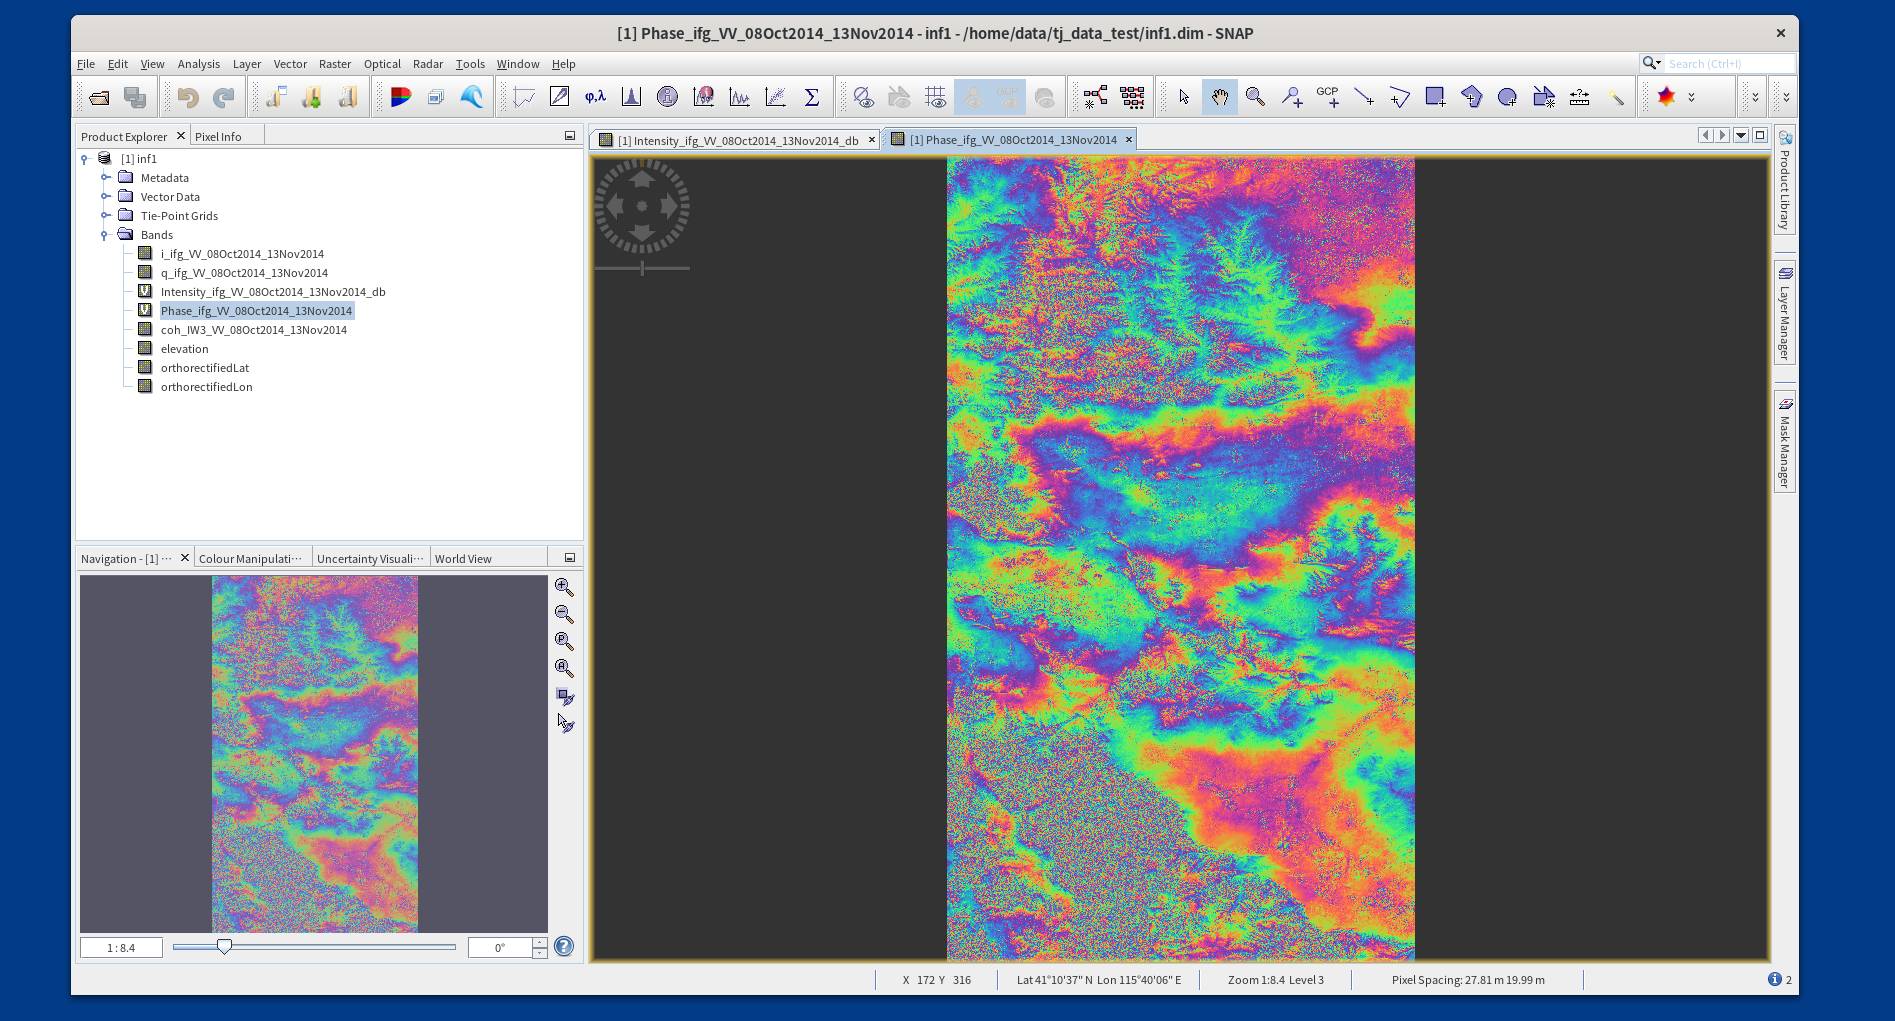 [1] Phase_ifg_VV_08Oct2014_13Nov2014 - inf1 - /home/data/tj_data_test/inf1.dim - SNAP
File Edit View Analysis Layer Vector Raster Optical Radar Tools Window Help
Search (Ctrl+I)
φ,λ
GCP
GCP
Σ
Product Explorer
Pixel Info
[1] Intensity_ifg_VV_08Oct2014_13Nov2014_db
[1] Phase_ifg_VV_08Oct2014_13Nov2014
[1] inf1
Metadata
Vector Data
Tie-Point Grids
Bands
i_ifg_VV_08Oct2014_13Nov2014
q_ifg_VV_08Oct2014_13Nov2014
Intensity_ifg_VV_08Oct2014_13Nov2014_db
Phase_ifg_VV_08Oct2014_13Nov2014
coh_IW3_VV_08Oct2014_13Nov2014
elevation
orthorectifiedLat
orthorectifiedLon
Product Library
Layer Manager
Mask Manager
Navigation - [1] ···
Colour Manipulati···
Uncertainty Visuali···
World View
1 : 8.4
0°
X 172 Y 316
Lat 41°10'37" N Lon 115°40'06" E
Zoom 1:8.4 Level 3
Pixel Spacing: 27.81 m 19.99 m
2